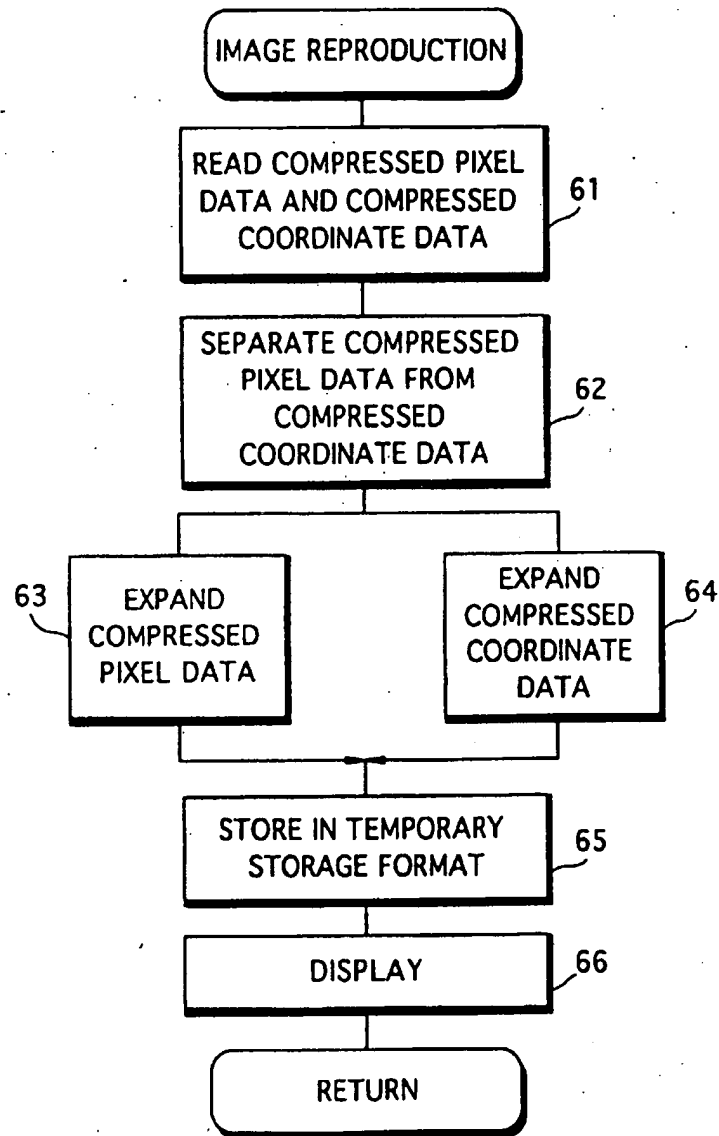 IMAGE REPRODUCTION
READ COMPRESSED PIXEL
DATA AND COMPRESSED
COORDINATE DATA
61
SEPARATE COMPRESSED
PIXEL DATA FROM
COMPRESSED
COORDINATE DATA
62
63
EXPAND
COMPRESSED
PIXEL DATA
EXPAND
COMPRESSED
COORDINATE
DATA
64
STORE IN TEMPORARY
STORAGE FORMAT
65
DISPLAY
66
RETURN